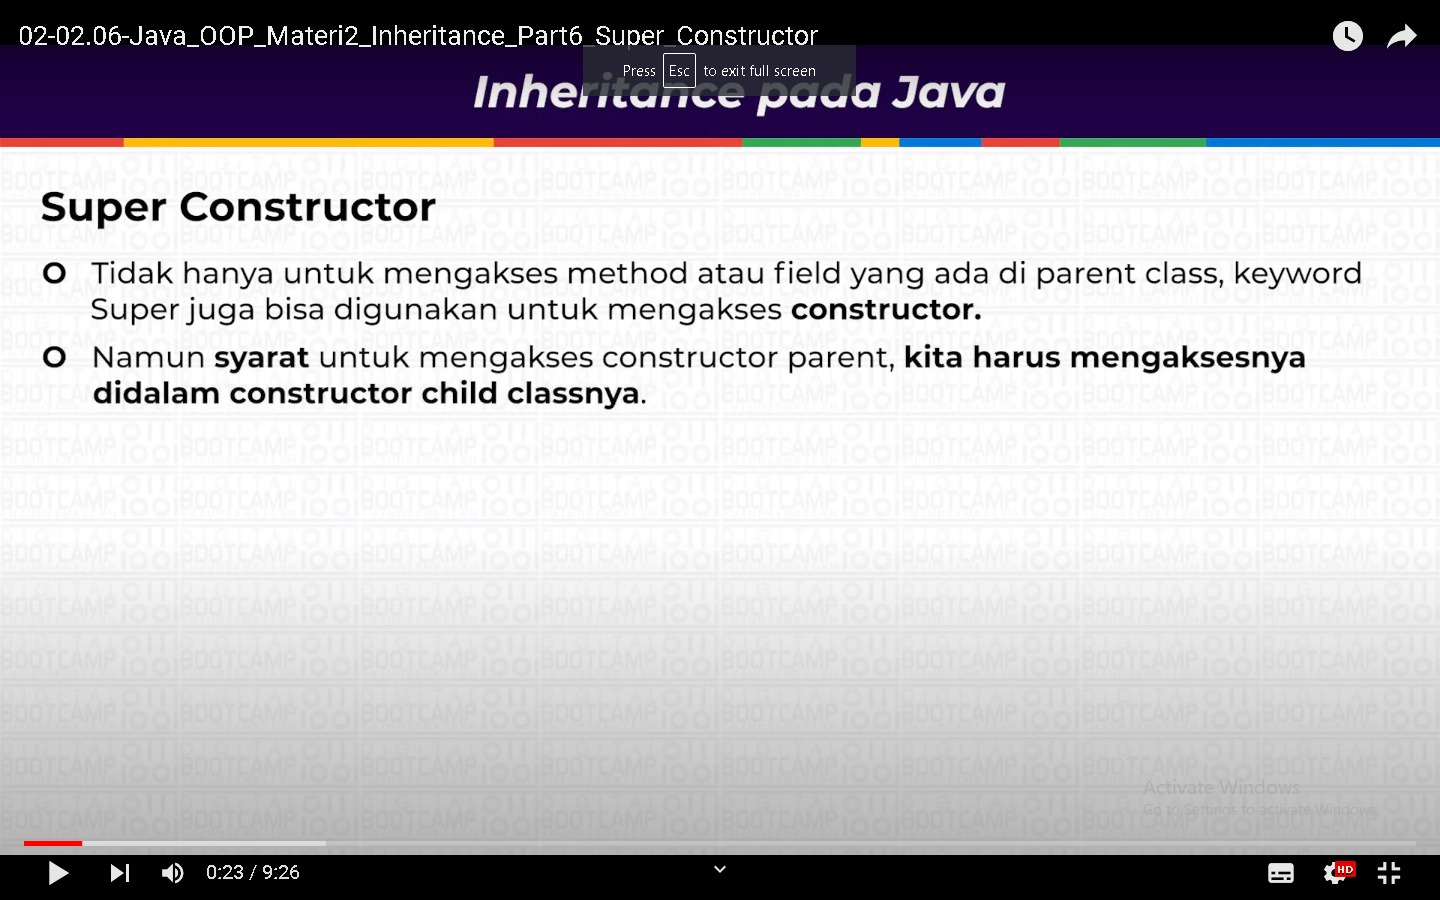 02-02.06-Java_OOP_Materi2_Inheritance_Part6_Super_Constructor
Press Esc to exit full screen
Inheritance pada Java
Super Constructor
O Tidak hanya untuk mengakses method atau field yang ada di parent class, keyword
Super juga bisa digunakan untuk mengakses constructor.
O Namun syarat untuk mengakses constructor parent, kita harus mengaksesnya
didalam constructor child classnya.
Activate Windows
Go to Settings to activate Windows.
0:23 / 9:26
HD